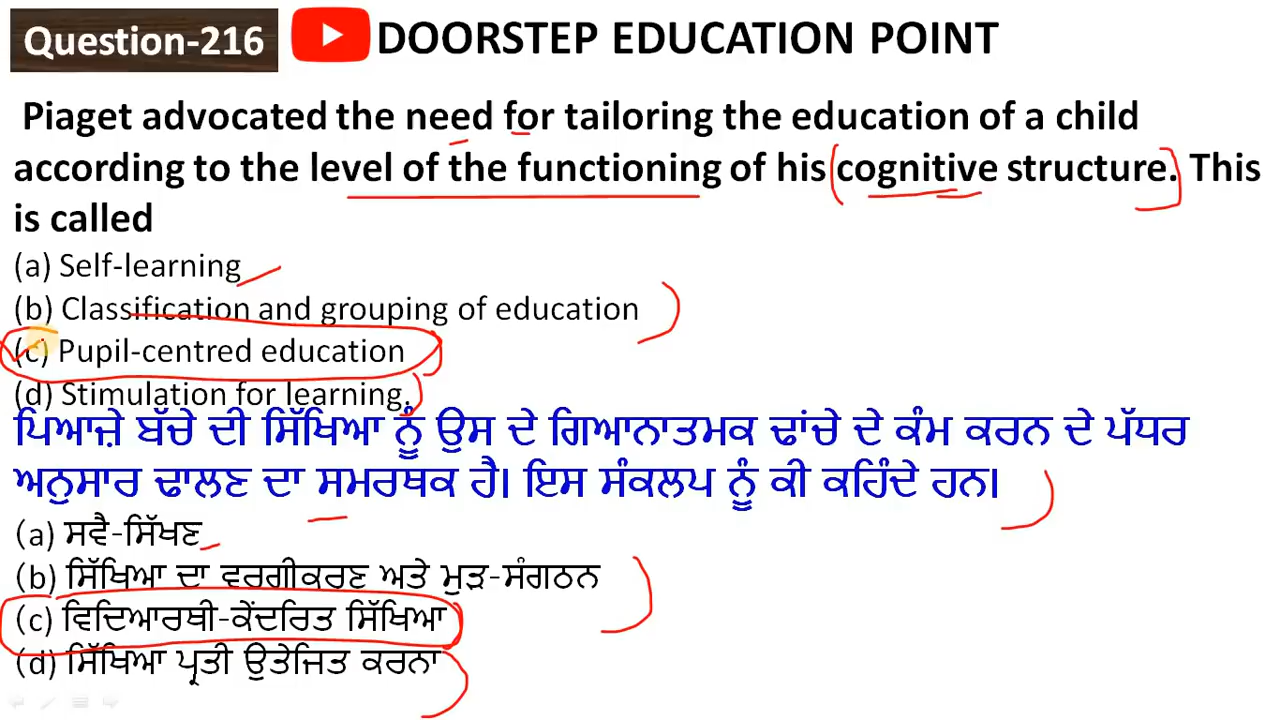 Question-216
DOORSTEP EDUCATION POINT
Piaget advocated the need for tailoring the education of a child
according to the level of the functioning of his cognitive structure. This
is called
(a) Self-learning
(b) Classification and grouping of education
(c) Pupil-centred education
(d) Stimulation for learning.
ਪਿਆਜ਼ੇ ਬੱਚੇ ਦੀ ਸਿੱਖਿਆ ਨੂੰ ਉਸ ਦੇ ਗਿਆਨਾਤਮਕ ਢਾਂਚੇ ਦੇ ਕੰਮ ਕਰਨ ਦੇ ਪੱਧਰ
ਅਨੁਸਾਰ ਢਾਲਣ ਦਾ ਸਮਰਥਕ ਹੈ। ਇਸ ਸੰਕਲਪ ਨੂੰ ਕੀ ਕਹਿੰਦੇ ਹਨ।
(a) ਸਵੈ-ਸਿੱਖਣ
(b) ਸਿੱਖਿਆ ਦਾ ਵਰਗੀਕਰਣ ਅਤੇ ਮੁੜ-ਸੰਗਠਨ
(c) ਵਿਦਿਆਰਥੀ-ਕੇਂਦਰਿਤ ਸਿੱਖਿਆ
(d) ਸਿੱਖਿਆ ਪ੍ਰਤੀ ਉਤੇਜਿਤ ਕਰਨਾ